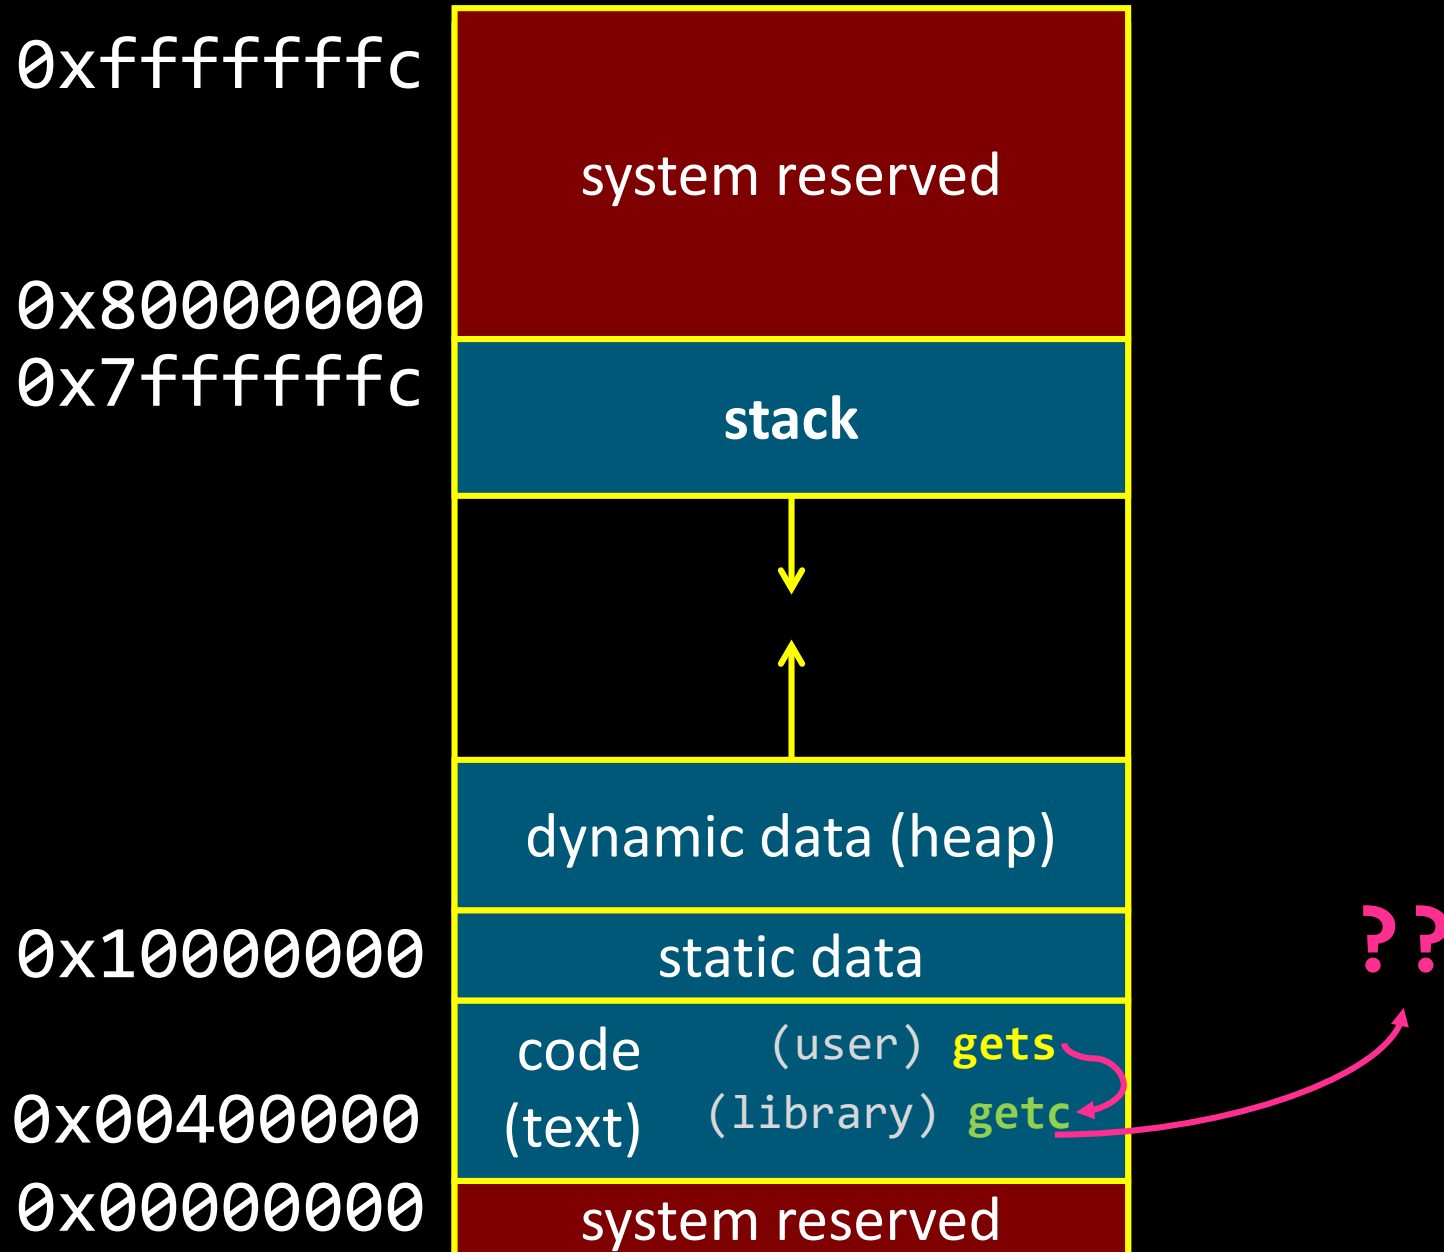 0xfffffffc
system reserved
0x80000000
0x7ffffffc
stack
dynamic data (heap)
0x10000000
static data
??
code
(text)
(user) gets
(library) getc
0x00400000
0x00000000
system reserved